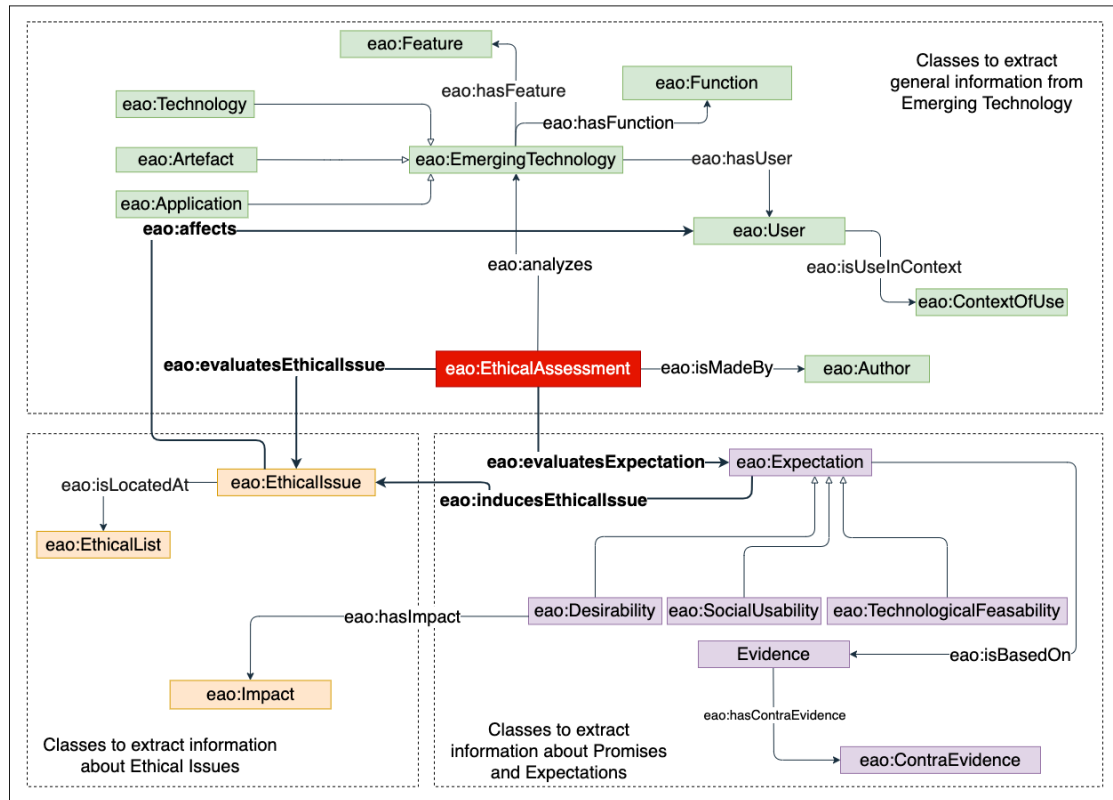 eao:Feature
Classes to extract
general information from
Emerging Technology
eao:Function
eao:hasFeature
eao:Technology
eao:hasFunction
eao:Artefact
eao:EmergingTechnology
eao:hasUser
eao:Application
eao:affects
eao:User
eao:analyzes
eao:isUseInContext
eao:ContextOfUse
eao:evaluatesEthicalIssue
eao:EthicalAssessment
eao:isMadeBy
eao:Author
eao:evaluatesExpectation
eao:Expectation
eao:isLocatedAt
eao:EthicalIssue
eao:inducesEthicalIssue
eao:EthicalList
eao:hasImpact
eao:Desirability
eao:SocialUsability
eao:TechnologicalFeasability
Evidence
eao:isBasedOn
eao:Impact
eao:hasContraEvidence
Classes to extract information
about Ethical Issues
Classes to extract
information about Promises
and Expectations
eao:ContraEvidence